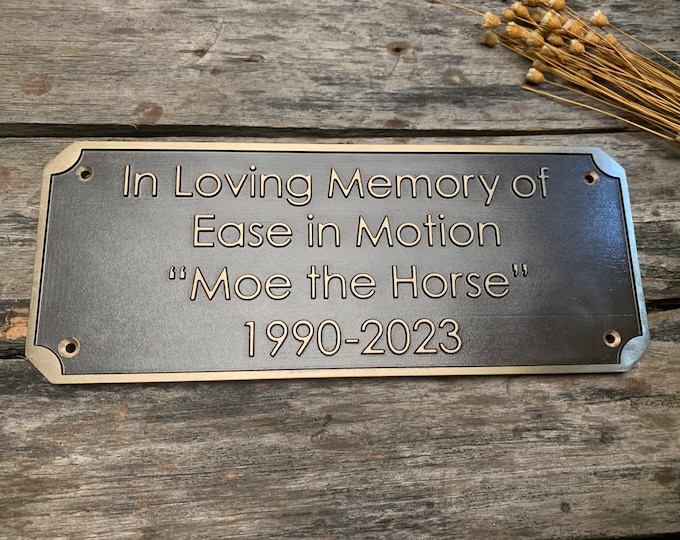 In Loving Memory of
Ease in Motion
“Moe the Horse”
1990-2023